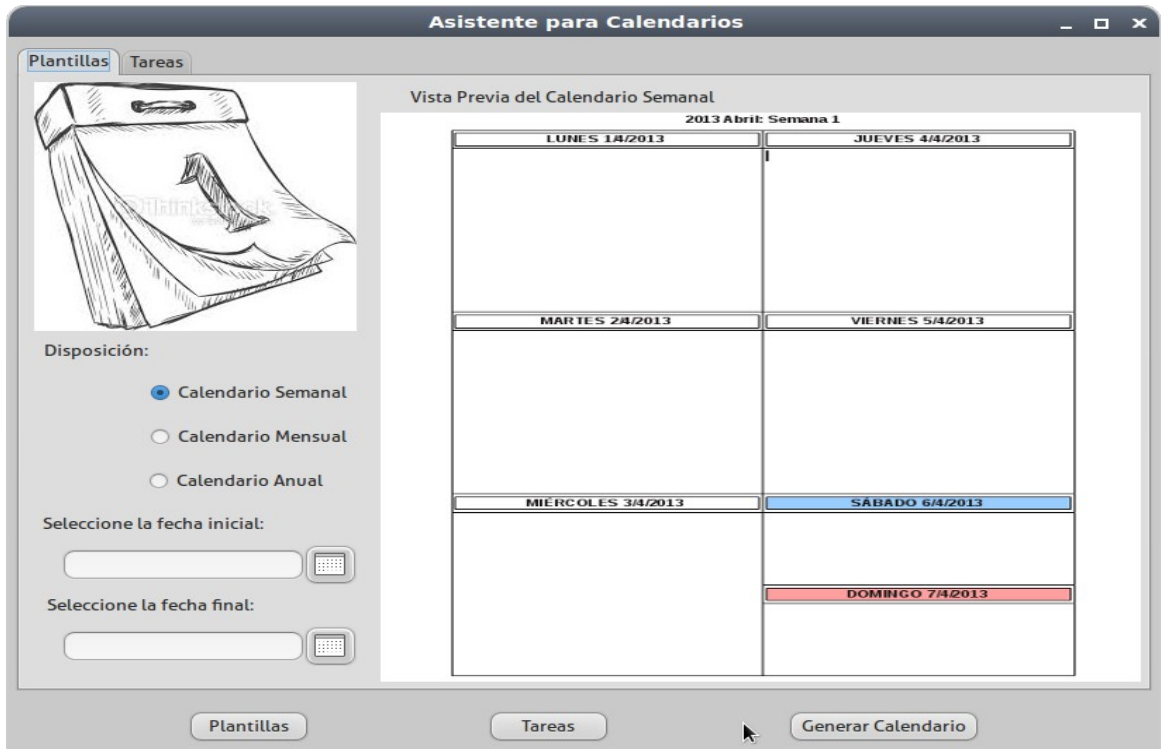 Asistente para Calendarios
Plantillas
Tareas
Vista Previa del Calendario Semanal
2013 Abril: Semana 1
LUNES 1/4/2013
JUEVES 4/4/2013
MARTES 2/4/2013
VIERNES 5/4/2013
MIÉRCOLES 3/4/2013
SÁBADO 6/4/2013
DOMINGO 7/4/2013
1
Disposición:
Calendario Semanal
Calendario Mensual
Calendario Anual
Seleccione la fecha inicial:
Seleccione la fecha final:
Plantillas
Tareas
Generar Calendario